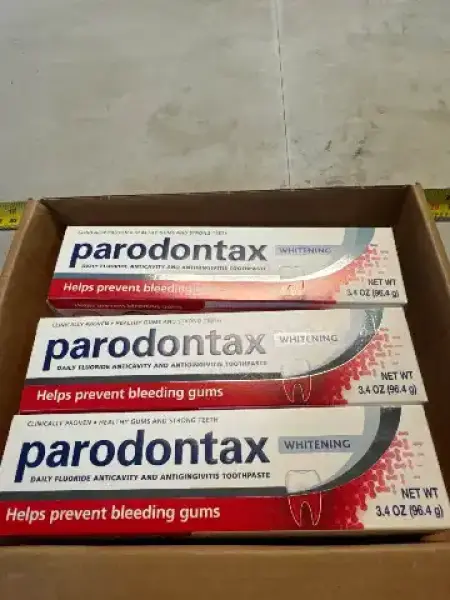 CLINICALLY PROVEN • HEALTHY GUMS AND STRONG TEETH
parodontax WHITENING
DAILY FLUORIDE ANTICAVITY AND ANTIGINGIVITIS TOOTHPASTE
Helps prevent bleeding
NET WT
3.4 OZ (96.4 g)
CLINICALLY PROVEN • HEALTHY GUMS AND STRONG TEETH
parodontax WHITENING
DAILY FLUORIDE ANTICAVITY AND ANTIGINGIVITIS TOOTHPASTE
Helps prevent bleeding gums
NET WT
3.4 OZ (96.4 g)
CLINICALLY PROVEN • HEALTHY GUMS AND STRONG TEETH
parodontax WHITENING
DAILY FLUORIDE ANTICAVITY AND ANTIGINGIVITIS TOOTHPASTE
Helps prevent bleeding gums
NET WT
3.4 OZ (96.4 g)